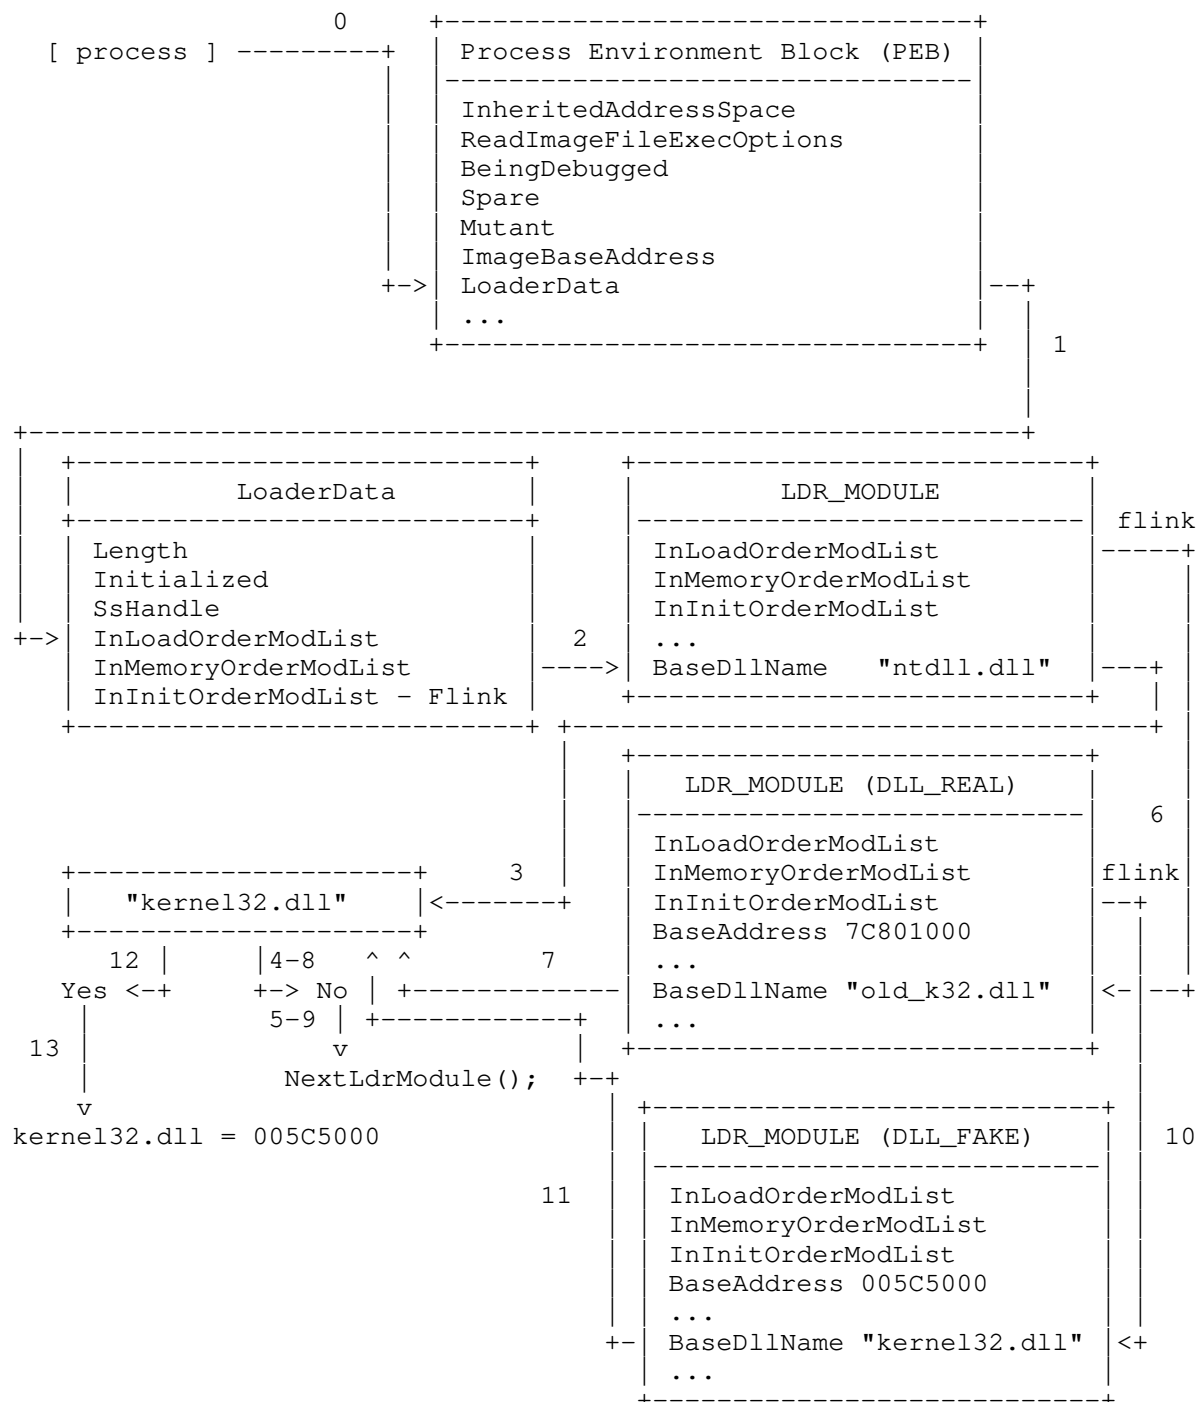 0
[ process ]
Process Environment Block (PEB)
InheritedAddressSpace
ReadImageFileExecOptions
BeingDebugged
Spare
Mutant
ImageBaseAddress
LoaderData
...
1
LoaderData
Length
Initialized
SsHandle
InLoadOrderModList
InMemoryOrderModList
InInitOrderModList - Flink
2
LDR_MODULE
InLoadOrderModList
InMemoryOrderModList
InInitOrderModList
...
BaseDllName "ntdll.dll"
flink
6
LDR_MODULE (DLL_REAL)
InLoadOrderModList
InMemoryOrderModList
InInitOrderModList
BaseAddress 7C801000
...
BaseDllName "old_k32.dll"
...
flink
3
"kernel32.dll"
12
4-8
^ ^
7
Yes
No
5-9
13
v
NextLdrModule();
v
kernel32.dll = 005C5000
10
11
LDR_MODULE (DLL_FAKE)
InLoadOrderModList
InMemoryOrderModList
InInitOrderModList
BaseAddress 005C5000
...
BaseDllName "kernel32.dll"
...